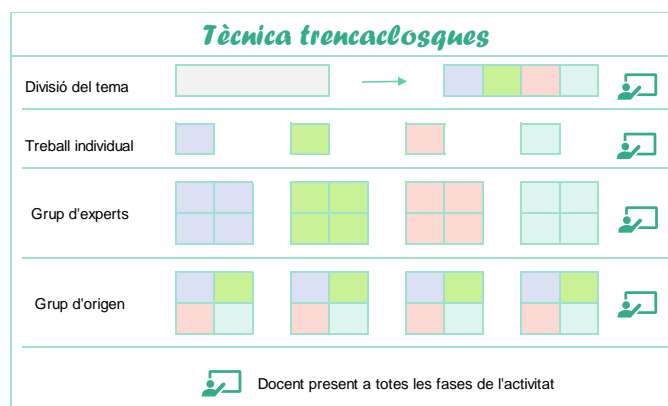 Tècnica trencaclosques
Divisió del tema
Treball individual
Grup d'experts
Grup d'origen
Docent present a totes les fases de l'activitat